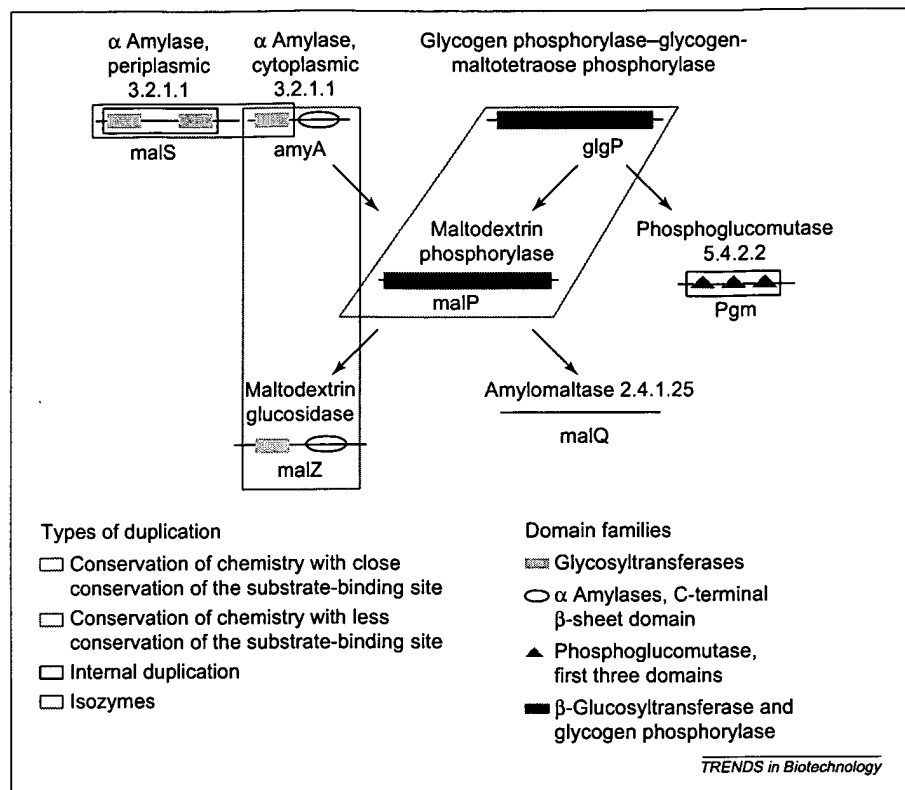 α Amylase,
periplasmic
3.2.1.1
malS
α Amylase,
cytoplasmic
3.2.1.1
amyA
Glycogen phosphorylase–glycogen-
maltotetraose phosphorylase
glgP
Maltodextrin
phosphorylase
malP
Phosphoglucomutase
5.4.2.2
Pgm
Maltodextrin
glucosidase
malZ
Amylomaltase 2.4.1.25
malQ
Types of duplication
Conservation of chemistry with close
conservation of the substrate-binding site
Conservation of chemistry with less
conservation of the substrate-binding site
Internal duplication
Isozymes
Domain families
Glycosyltransferases
α Amylases, C-terminal
β-sheet domain
Phosphoglucomutase,
first three domains
β-Glucosyltransferase and
glycogen phosphorylase
TRENDS in Biotechnology